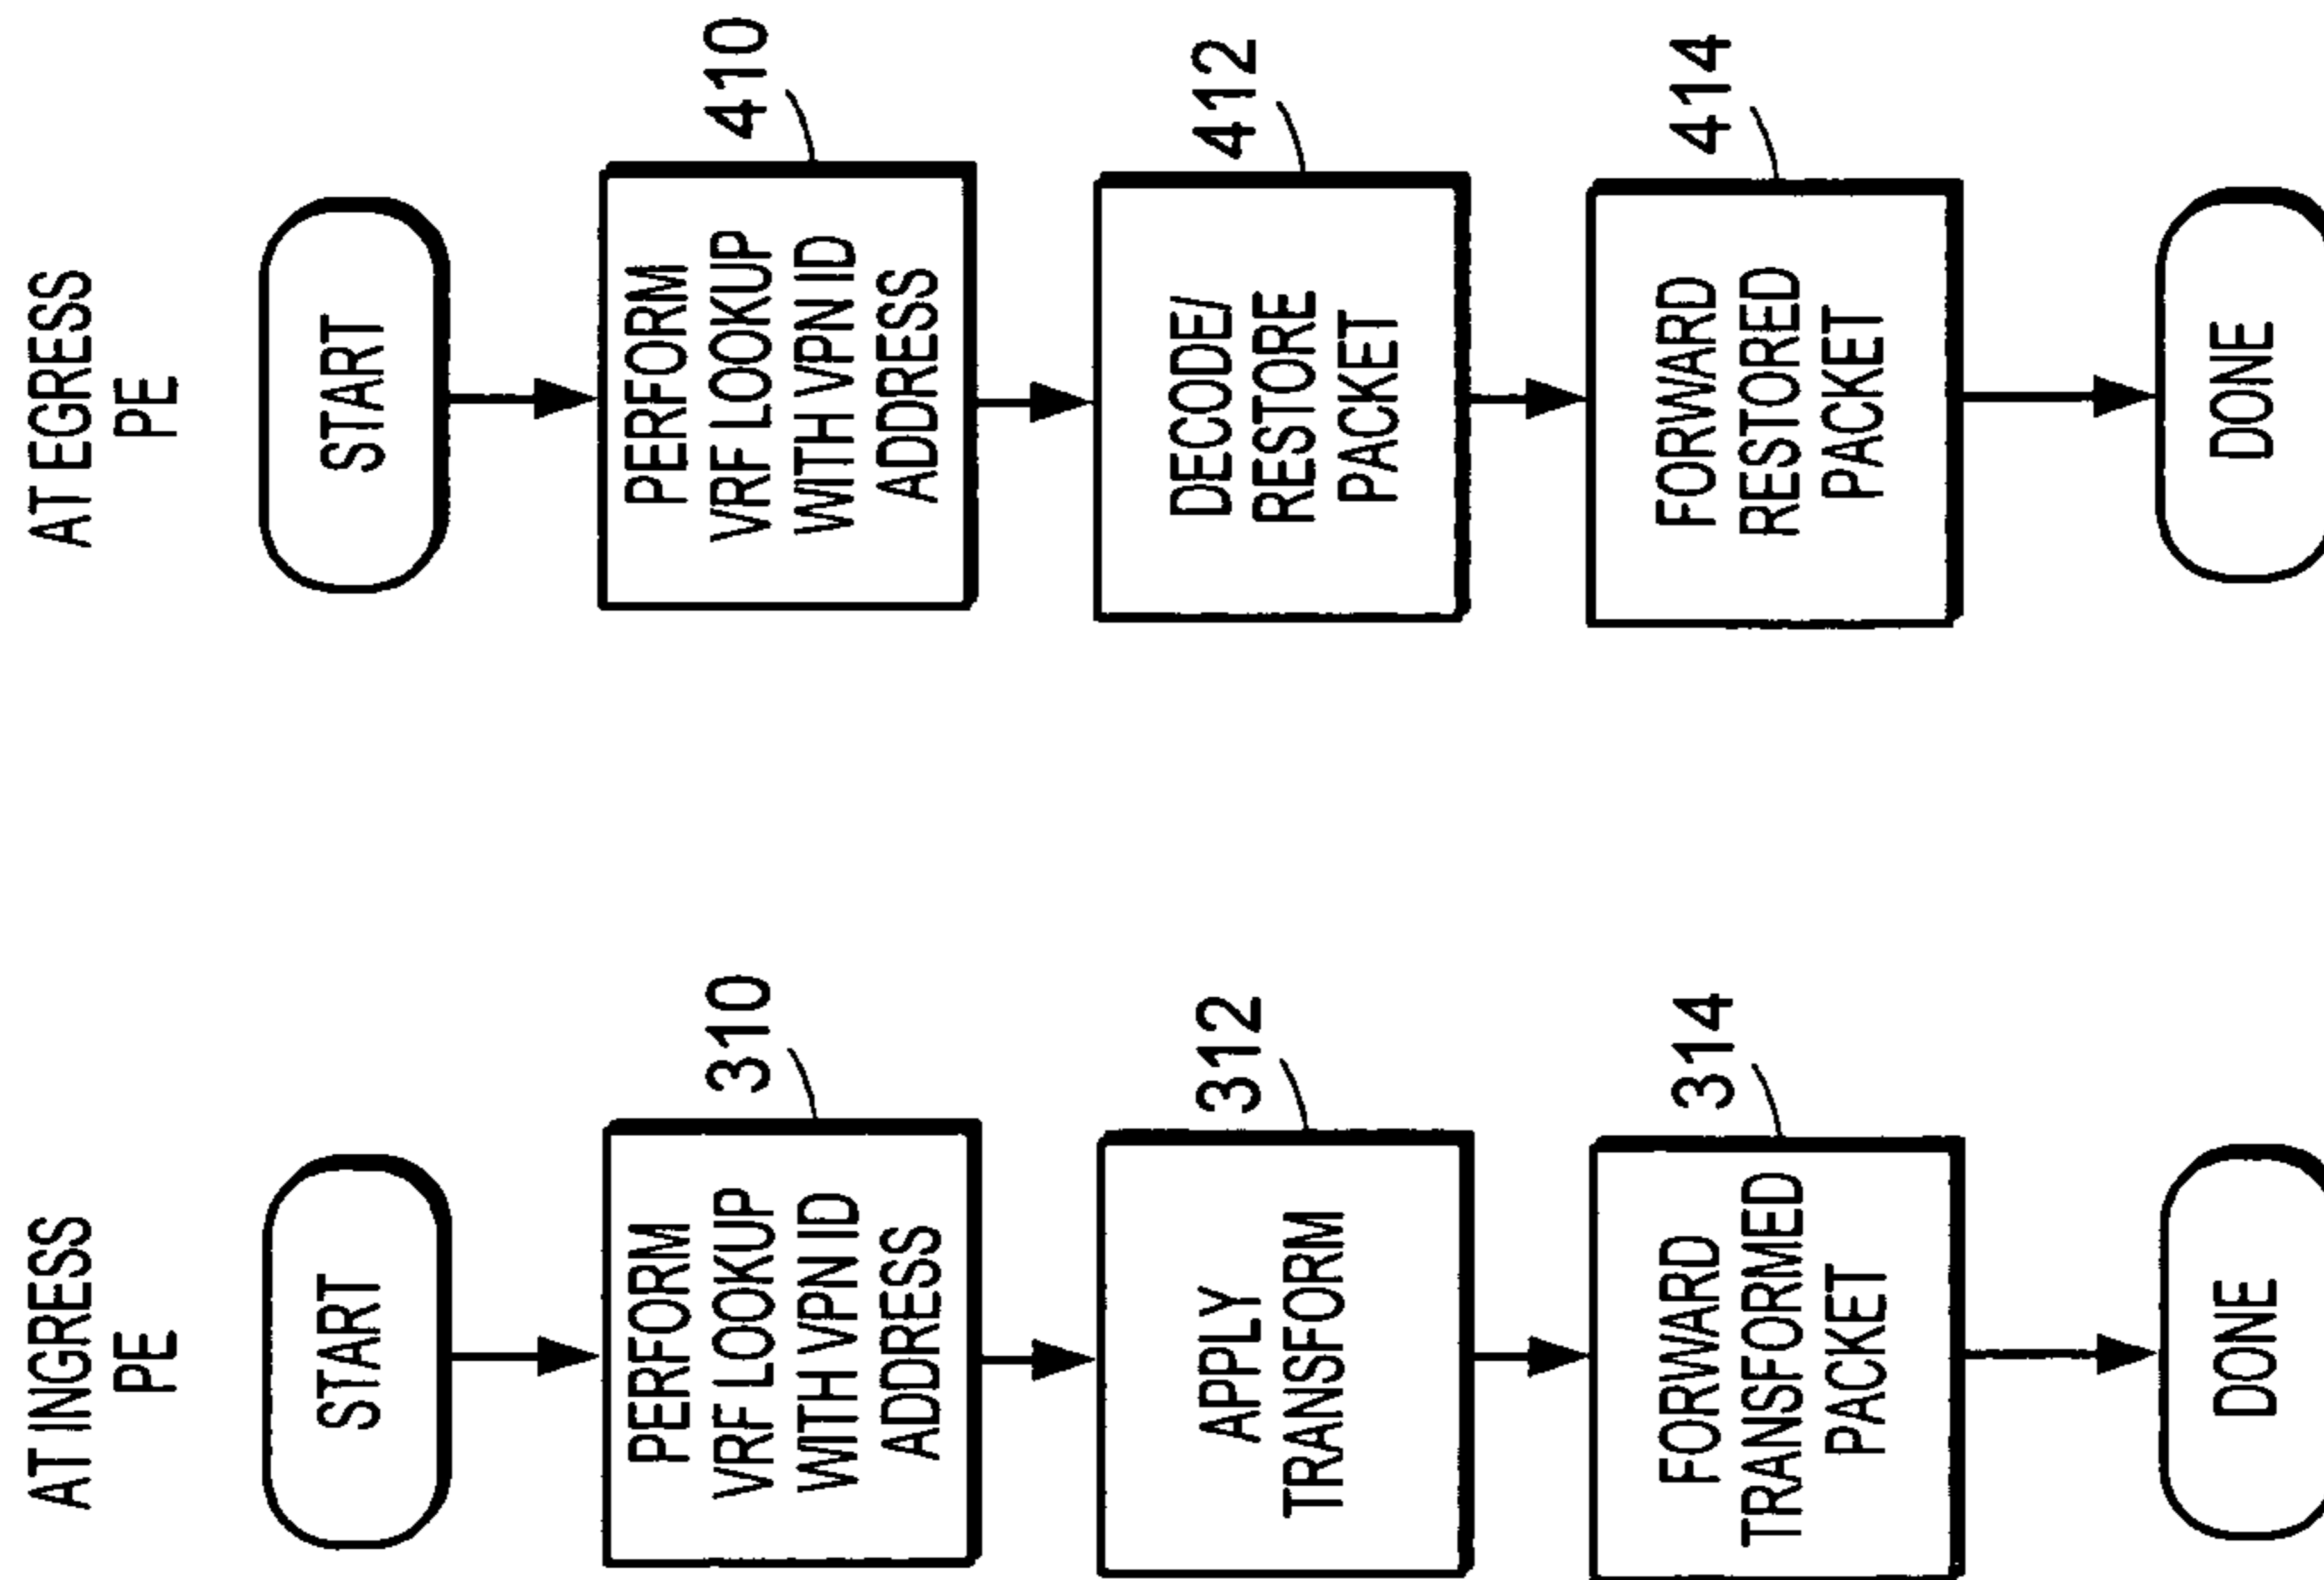 AT INGRESS
PE
START
310
PERFORM
VRF LOOKUP
WITH VPN ID
ADDRESS
312
APPLY
TRANSFORM
314
FORWARD
TRANSFORMED
PACKET
DONE
AT EGRESS
PE
START
410
PERFORM
VRF LOOKUP
WITH VPN ID
ADDRESS
412
DECODE/
RESTORE
PACKET
414
FORWARD
RESTORED
PACKET
DONE